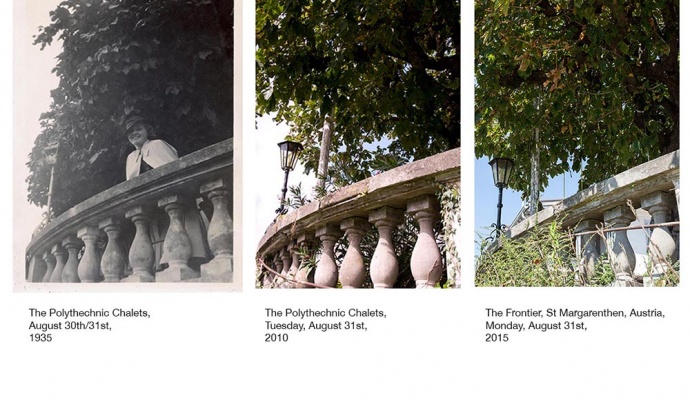 The Polythechnic Chalets,
August 30th/31st,
1935
The Polythechnic Chalets,
Tuesday, August 31st,
2010
The Frontier, St Margarenthen, Austria,
Monday, August 31st,
2015